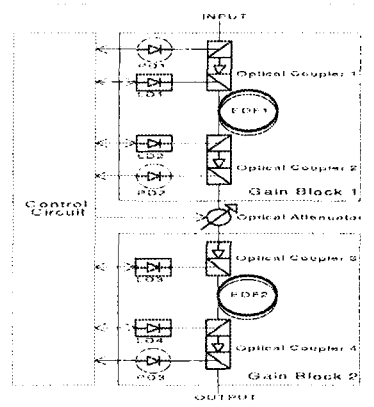 INPUT
PD1
Optical Coupler 1
LD1
EDF1
LD2
Optical Coupler 2
PD2
Gain Block 1
Control
Circuit
Optical Attenuator
Optical Coupler 3
LD3
EDF2
LD4
Optical Coupler 4
PD3
Gain Block 2
OUTPUT